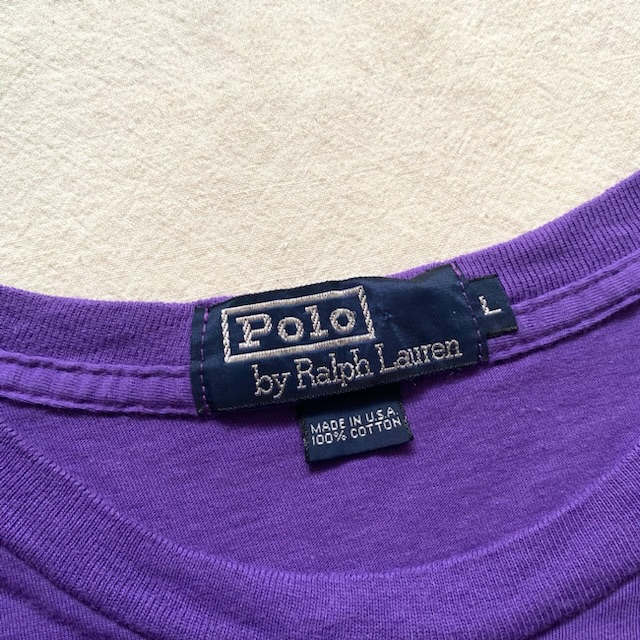 Polo
by Ralph Lauren
L
MADE IN U.S.A.
100% COTTON